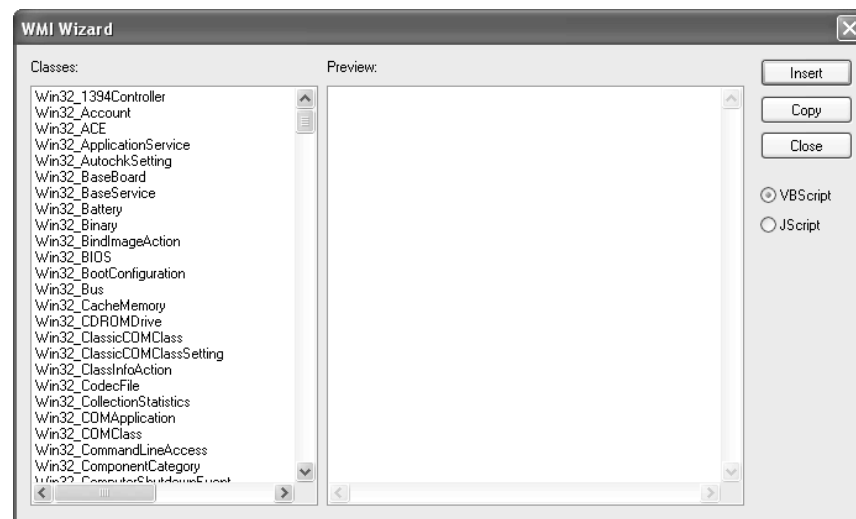 WMI Wizard
Classes:
Preview:
Win32_1394Controller
Win32_Account
Win32_ACE
Win32_ApplicationService
Win32_AutochkSetting
Win32_BaseBoard
Win32_BaseService
Win32_Battery
Win32_Binary
Win32_BindImageAction
Win32_BIOS
Win32_BootConfiguration
Win32_Bus
Win32_CacheMemory
Win32_CDROMDrive
Win32_ClassicCOMClass
Win32_ClassicCOMClassSetting
Win32_ClassInfoAction
Win32_CodecFile
Win32_CollectionStatistics
Win32_COMApplication
Win32_COMClass
Win32_CommandLineAccess
Win32_ComponentCategory
Win32_ComputerShutdownEvent
Insert
Copy
Close
VBScript
JScript